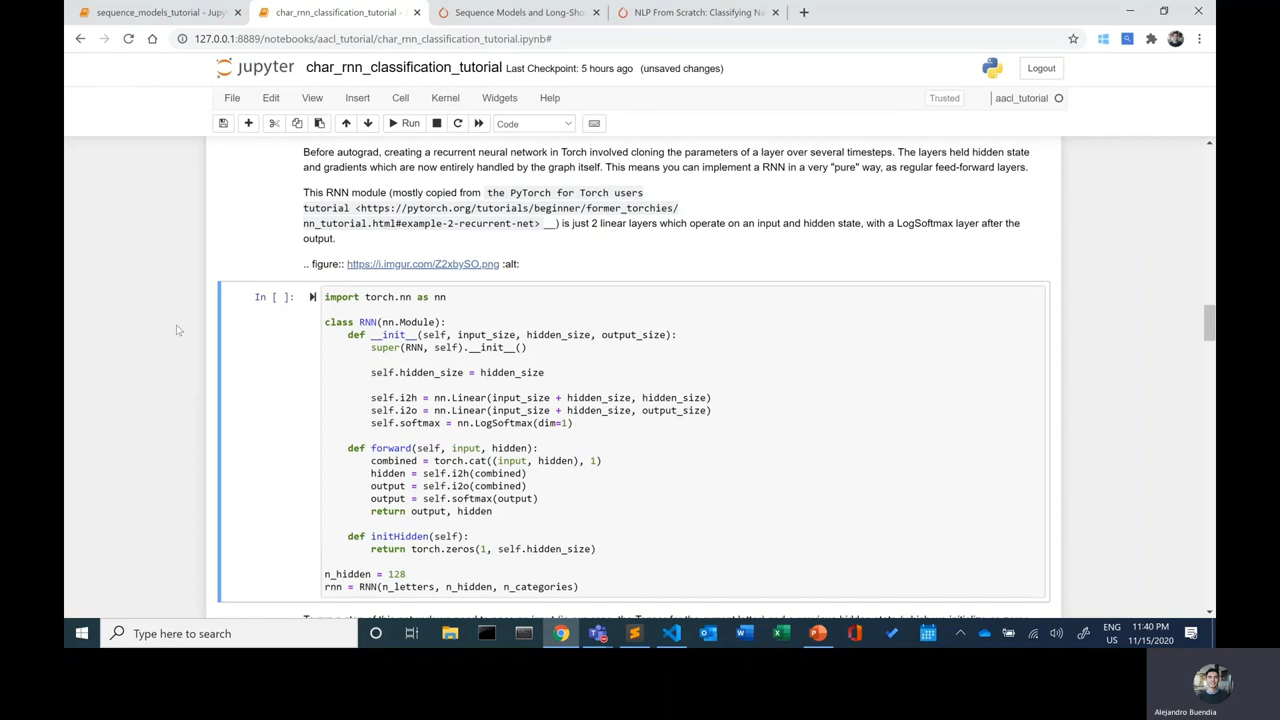 sequence_models_tutorial - Jupy
char_rnn_classification_tutorial -
Sequence Models and Long-Sho
NLP From Scratch: Classifying Na
127.0.0.1:8889/notebooks/aacl_tutorial/char_rnn_classification_tutorial.ipynb#
jupyter char_rnn_classification_tutorial Last Checkpoint: 5 hours ago (unsaved changes)
Logout
File Edit View Insert Cell Kernel Widgets Help
Trusted
aacl_tutorial
Run
Code
Before autograd, creating a recurrent neural network in Torch involved cloning the parameters of a layer over several timesteps. The layers held hidden state
and gradients which are now entirely handled by the graph itself. This means you can implement a RNN in a very "pure" way, as regular feed-forward layers.
This RNN module (mostly copied from the PyTorch for Torch users
tutorial <https://pytorch.org/tutorials/beginner/former_torchies/
nn_tutorial.html#example-2-recurrent-net> __) is just 2 linear layers which operate on an input and hidden state, with a LogSoftmax layer after the
output.
.. figure:: https://i.imgur.com/Z2xbySO.png :alt:
In [ ]:
import torch.nn as nn
class RNN(nn.Module):
def __init__(self, input_size, hidden_size, output_size):
super(RNN, self).__init__()
self.hidden_size = hidden_size
self.i2h = nn.Linear(input_size + hidden_size, hidden_size)
self.i2o = nn.Linear(input_size + hidden_size, output_size)
self.softmax = nn.LogSoftmax(dim=1)
def forward(self, input, hidden):
combined = torch.cat((input, hidden), 1)
hidden = self.i2h(combined)
output = self.i2o(combined)
output = self.softmax(output)
return output, hidden
def initHidden(self):
return torch.zeros(1, self.hidden_size)
n_hidden = 128
rnn = RNN(n_letters, n_hidden, n_categories)
Type here to search
ENG
US
11:40 PM
11/15/2020
Alejandro Buendia